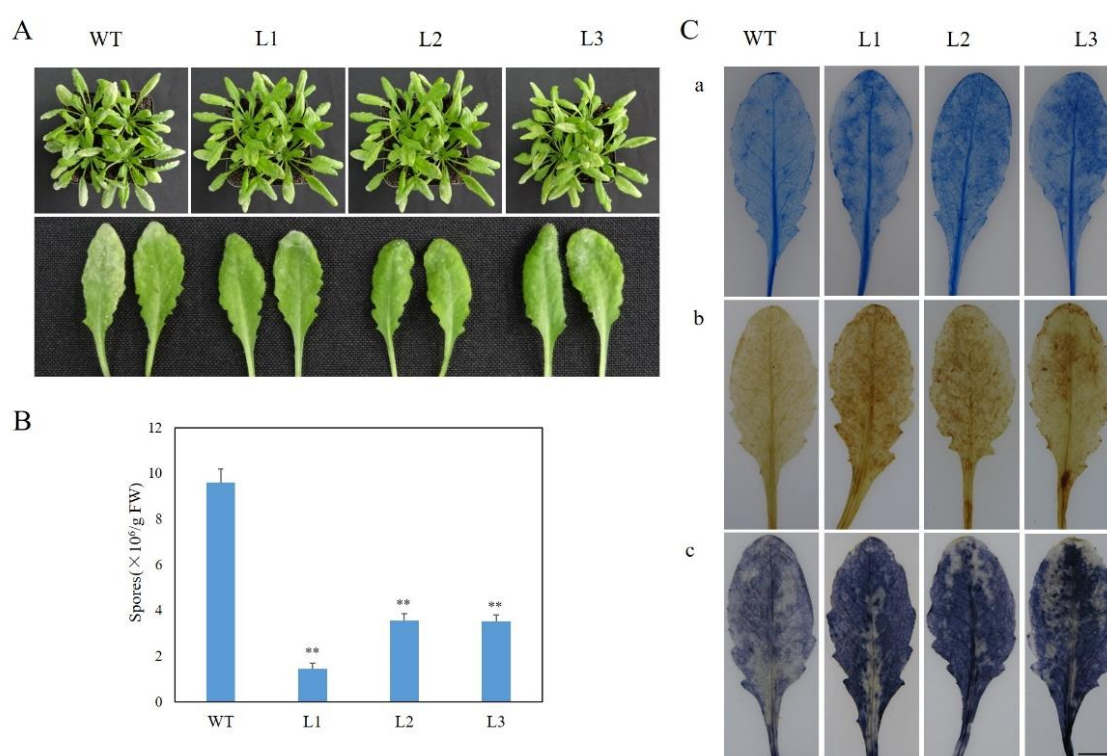 A
WT L1 L2 L3
B
Spores(×10⁶/g FW)
12
10
8
6
4
2
0
**
**
**
WT L1 L2 L3
C
WT L1 L2 L3
a
b
c